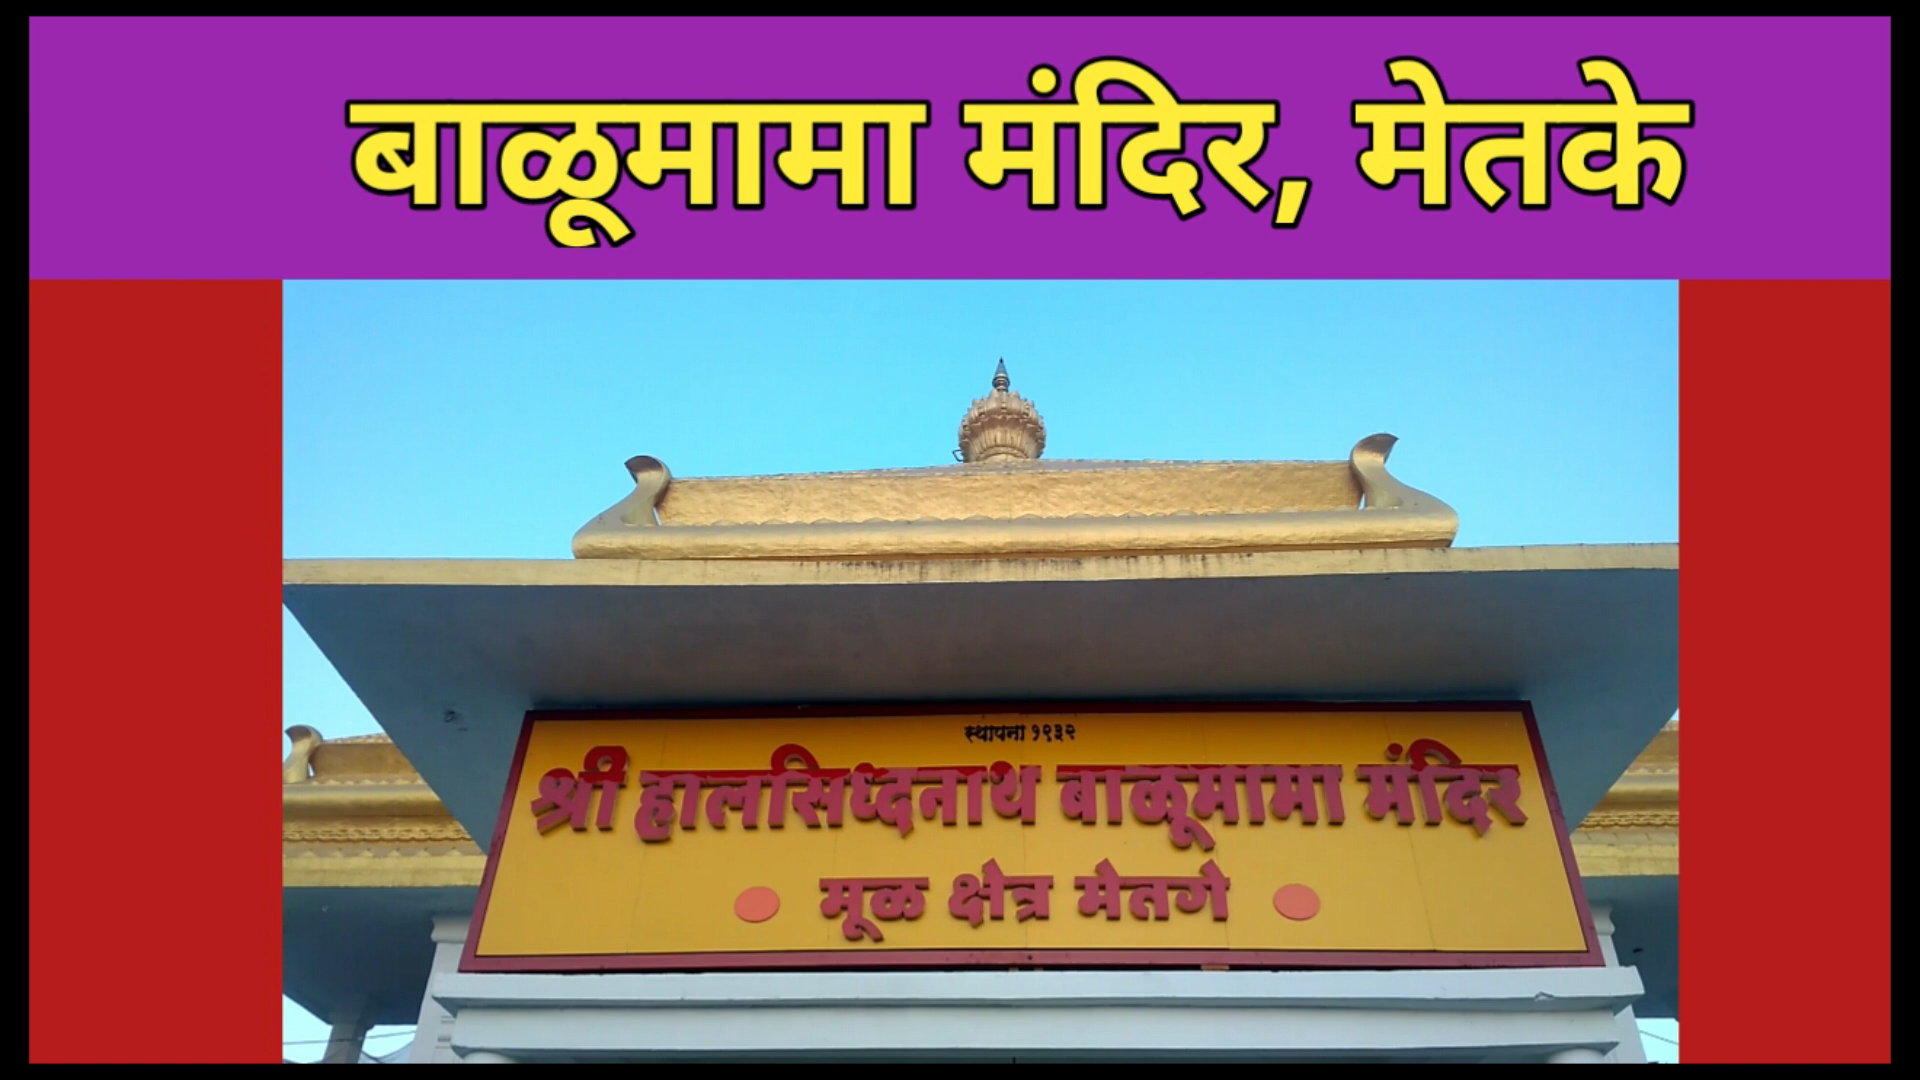 बाळूमामा मंदिर, मेतके
स्थापना १९३२
श्री हालसिध्दनाथ बाळूमामा मंदिर
मूळ क्षेत्र मेतगे